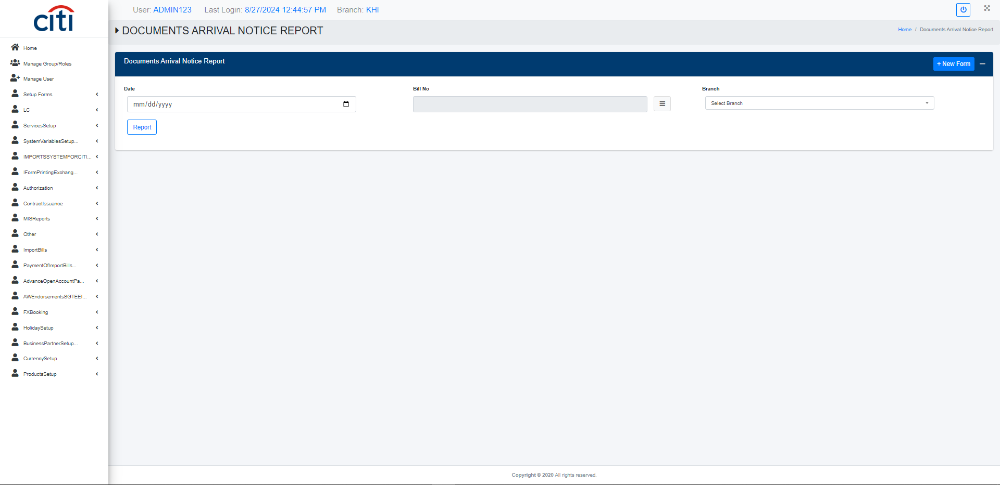 citi
User: ADMIN123 Last Login: 8/27/2024 12:44:57 PM Branch: KHI
DOCUMENTS ARRIVAL NOTICE REPORT
Home / Documents Arrival Notice Report
Home
Manage Group/Roles
Manage User
Setup Forms
LC
ServicesSetup
SystemVariablesSetup...
IMPORTSSYSTEMFORCITI...
IFormPrintingExchang...
Authorization
ContractIssuance
MISReports
Other
ImportBills
PaymentOfImportBills...
AdvanceOpenAccountPa...
AWEndorsementsSGTEEI...
FXBooking
HolidaySetup
BusinessPartnerSetup...
CurrencySetup
ProductsSetup
Documents Arrival Notice Report
+ New Form
Date
mm/dd/yyyy
Bill No
Branch
Select Branch
Report
Copyright © 2020 All rights reserved.